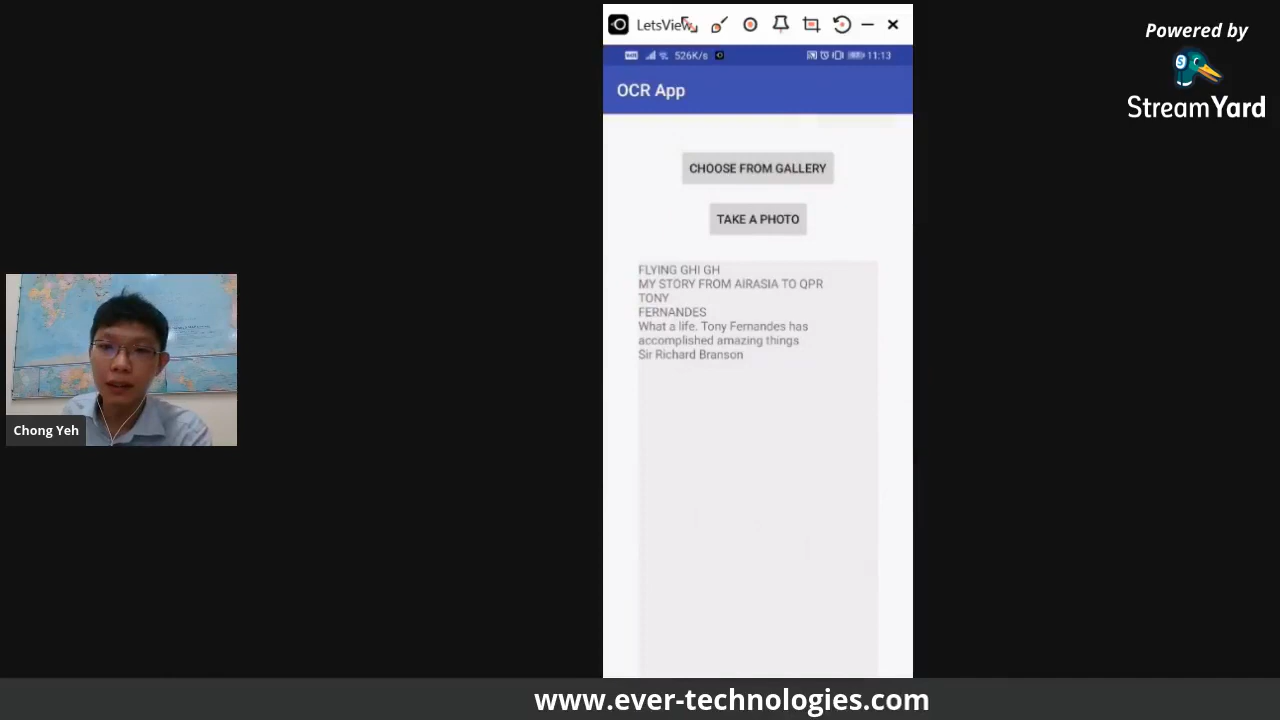 LetsView
Powered by
StreamYard
526K/s
11:13
OCR App
CHOOSE FROM GALLERY
TAKE A PHOTO
FLYING GHI GH
MY STORY FROM AIRASIA TO QPR
TONY
FERNANDES
What a life. Tony Fernandes has
accomplished amazing things
Sir Richard Branson
Chong Yeh
www.ever-technologies.com